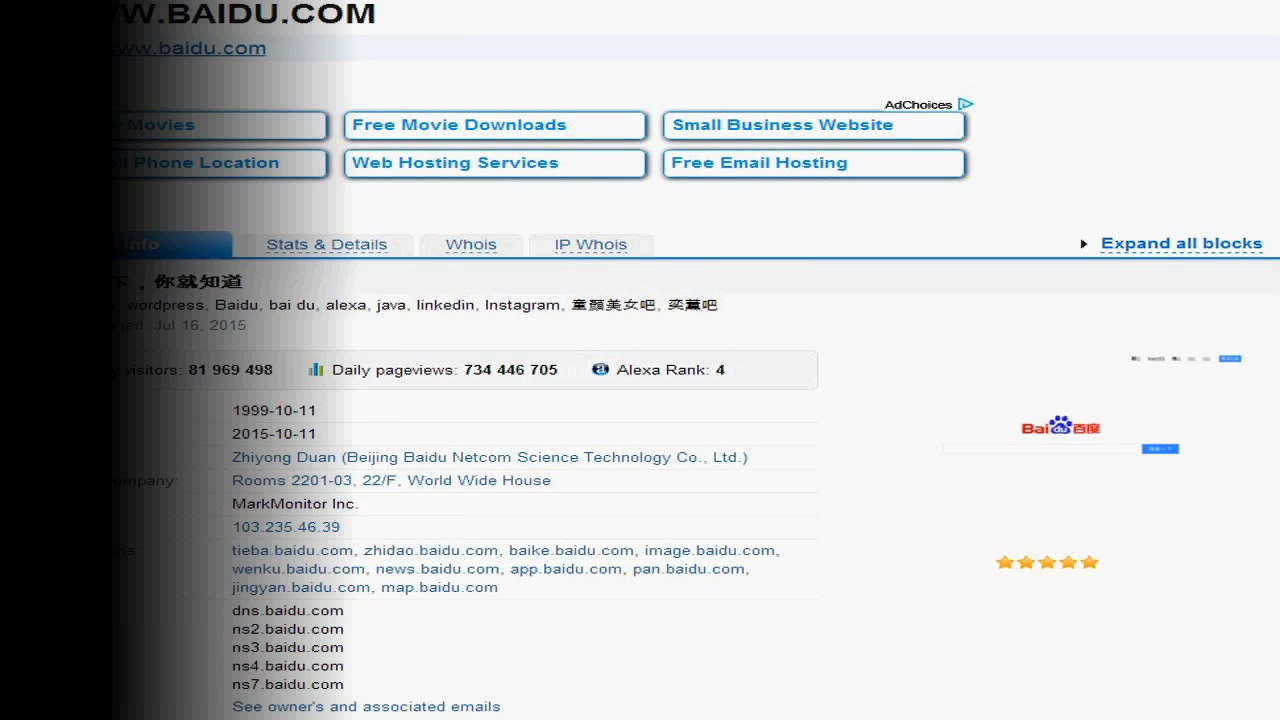 WW.BAIDU.COM
www.baidu.com
AdChoices
Movies
Free Movie Downloads
Small Business Website
Phone Location
Web Hosting Services
Free Email Hosting
Info
Stats & Details
Whois
IP Whois
Expand all blocks
下，你就知道
wordpress, Baidu, bai du, alexa, java, linkedin, Instagram, 童顏美女吧, 奕薰吧
Jul 16, 2015
visitors: 81 969 498
Daily pageviews: 734 446 705
Alexa Rank: 4
1999-10-11
2015-10-11
Zhiyong Duan (Beijing Baidu Netcom Science Technology Co., Ltd.)
Rooms 2201-03, 22/F, World Wide House
MarkMonitor Inc.
103.235.46.39
tieba.baidu.com, zhidao.baidu.com, baike.baidu.com, image.baidu.com,
wenku.baidu.com, news.baidu.com, app.baidu.com, pan.baidu.com,
jingyan.baidu.com, map.baidu.com
dns.baidu.com
ns2.baidu.com
ns3.baidu.com
ns4.baidu.com
ns7.baidu.com
See owner's and associated emails
Bai du 百度